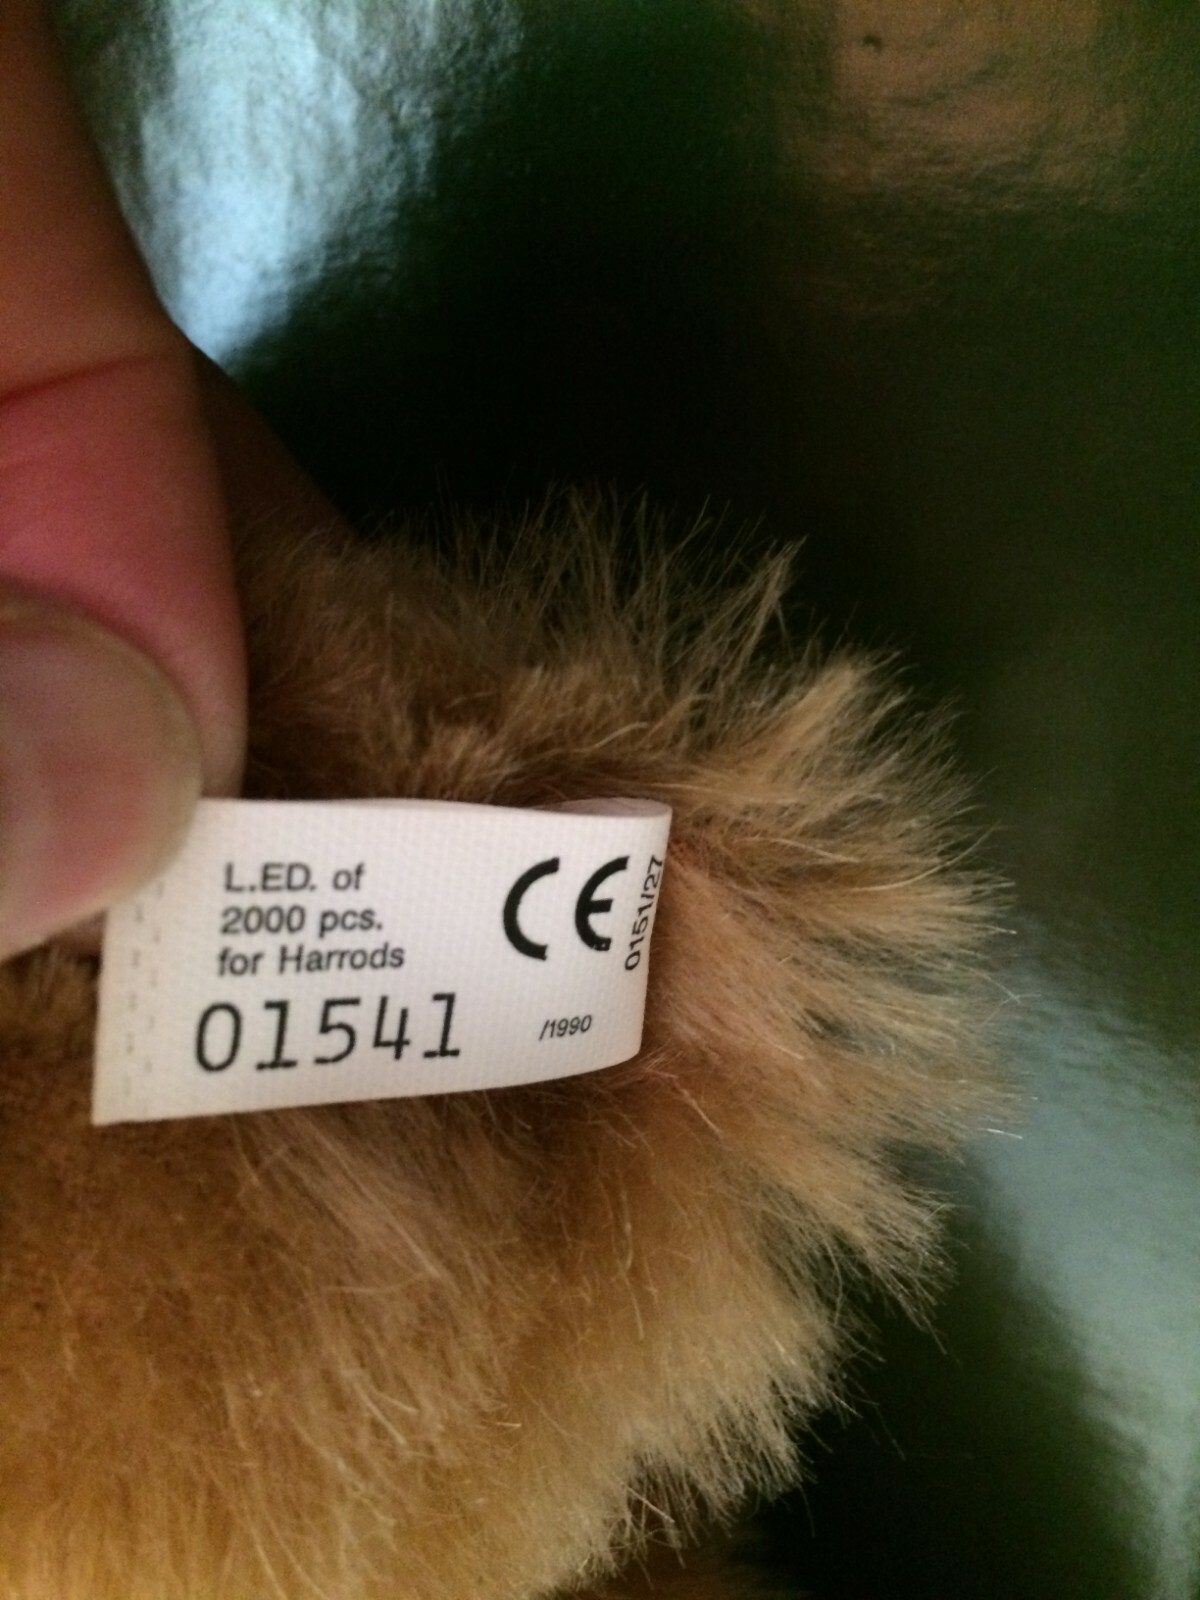 L.ED. of
2000 pcs.
for Harrods
01541
CE
0151/27
/1990